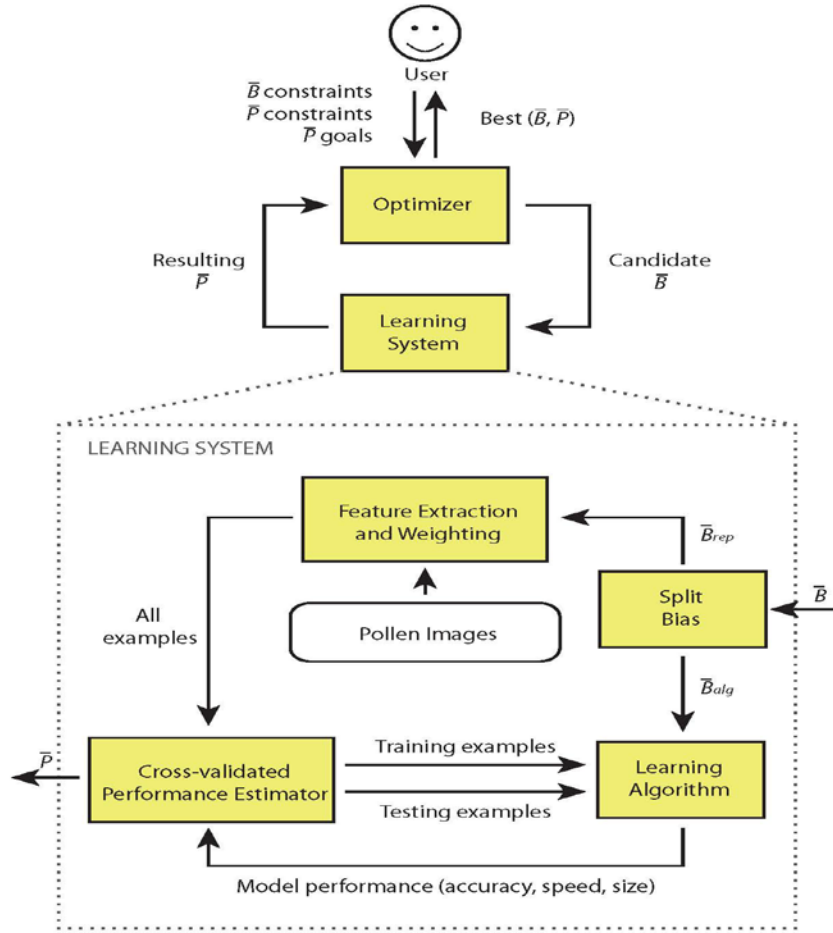 User
B̅ constraints
P̅ constraints
P̅ goals
Best (B̅, P̅)
Optimizer
Resulting
P̅
Candidate
B̅
Learning
System
LEARNING SYSTEM
Feature Extraction
and Weighting
B̅rep
B̅
Split
Bias
All
examples
Pollen Images
B̅alg
P̅
Training examples
Cross-validated
Performance Estimator
Learning
Algorithm
Testing examples
Model performance (accuracy, speed, size)